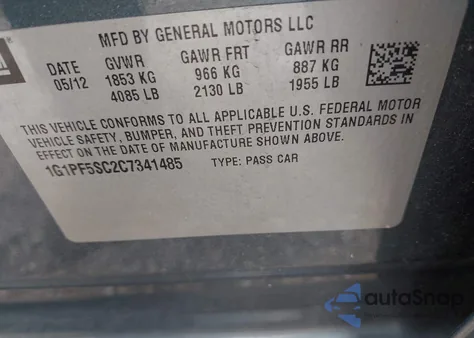 GM
MFD BY GENERAL MOTORS LLC
DATE GVWR GAWR FRT GAWR RR
05/12 1853 KG 966 KG 887 KG
4085 LB 2130 LB 1955 LB
THIS VEHICLE CONFORMS TO ALL APPLICABLE U.S. FEDERAL MOTOR
VEHICLE SAFETY, BUMPER, AND THEFT PREVENTION STANDARDS IN
EFFECT ON THE DATE OF MANUFACTURE SHOWN ABOVE.
1G1PF5SC2C7341485 TYPE: PASS CAR
autoSnap